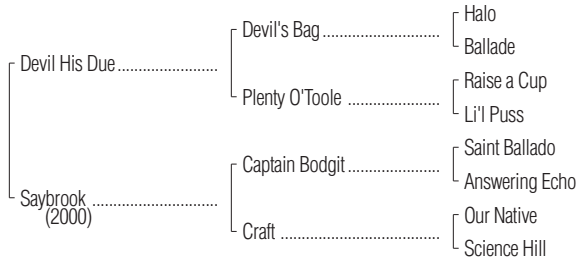 Devil His Due
Devil's Bag
Halo
Ballade
Plenty O'Toole
Raise a Cup
Li'l Puss
Saybrook
(2000)
Captain Bodgit
Saint Ballado
Answering Echo
Craft
Our Native
Science Hill